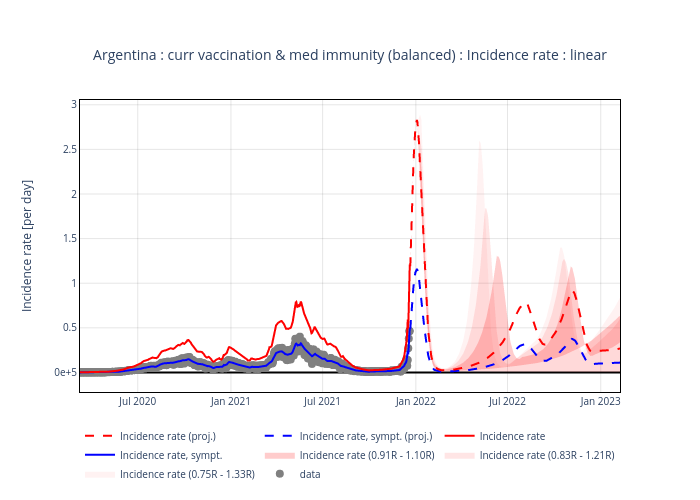 Argentina : curr vaccination & med immunity (balanced) : Incidence rate : linear
Incidence rate [per day]
3
2.5
2
1.5
1
0.5
0e+5
Jul 2020
Jan 2021
Jul 2021
Jan 2022
Jul 2022
Jan 2023
Incidence rate (proj.)
Incidence rate, sympt. (proj.)
Incidence rate
Incidence rate, sympt.
Incidence rate (0.91R - 1.10R)
Incidence rate (0.83R - 1.21R)
Incidence rate (0.75R - 1.33R)
data